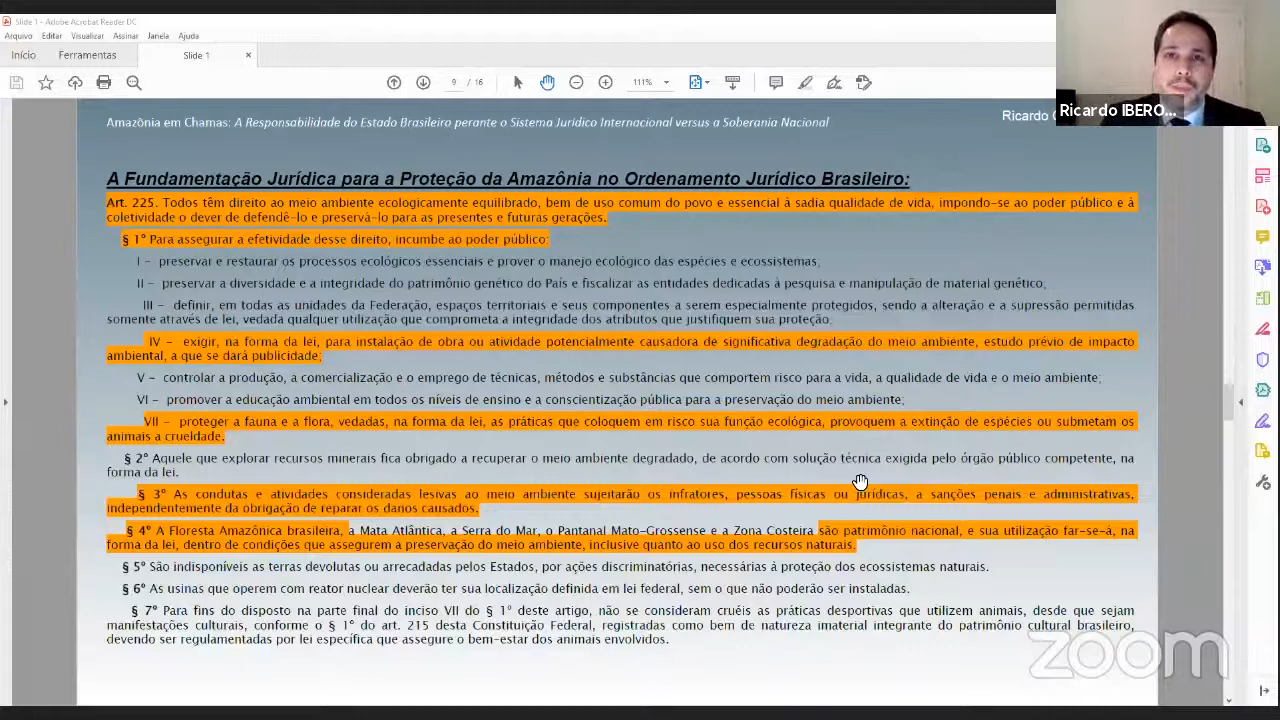 Slide 1 - Adobe Acrobat Reader DC
Arquivo Editar Visualizar Assinar Janela Ajuda
Início Ferramentas Slide 1 ×
9 / 16 111%
Ricardo IBERO...
Amazônia em Chamas: A Responsabilidade do Estado Brasileiro perante o Sistema Jurídico Internacional versus a Soberania Nacional
Ricardo
A Fundamentação Jurídica para a Proteção da Amazônia no Ordenamento Jurídico Brasileiro:
Art. 225. Todos têm direito ao meio ambiente ecologicamente equilibrado, bem de uso comum do povo e essencial à sadia qualidade de vida, impondo-se ao poder público e à
coletividade o dever de defendê-lo e preservá-lo para as presentes e futuras gerações.
§ 1º Para assegurar a efetividade desse direito, incumbe ao poder público:
I - preservar e restaurar os processos ecológicos essenciais e prover o manejo ecológico das espécies e ecossistemas;
II - preservar a diversidade e a integridade do patrimônio genético do País e fiscalizar as entidades dedicadas à pesquisa e manipulação de material genético;
III - definir, em todas as unidades da Federação, espaços territoriais e seus componentes a serem especialmente protegidos, sendo a alteração e a supressão permitidas
somente através de lei, vedada qualquer utilização que comprometa a integridade dos atributos que justifiquem sua proteção;
IV - exigir, na forma da lei, para instalação de obra ou atividade potencialmente causadora de significativa degradação do meio ambiente, estudo prévio de impacto
ambiental, a que se dará publicidade;
V - controlar a produção, a comercialização e o emprego de técnicas, métodos e substâncias que comportem risco para a vida, a qualidade de vida e o meio ambiente;
VI - promover a educação ambiental em todos os níveis de ensino e a conscientização pública para a preservação do meio ambiente;
VII - proteger a fauna e a flora, vedadas, na forma da lei, as práticas que coloquem em risco sua função ecológica, provoquem a extinção de espécies ou submetam os
animais a crueldade.
§ 2º Aquele que explorar recursos minerais fica obrigado a recuperar o meio ambiente degradado, de acordo com solução técnica exigida pelo órgão público competente, na
forma da lei.
§ 3º As condutas e atividades consideradas lesivas ao meio ambiente sujeitarão os infratores, pessoas físicas ou jurídicas, a sanções penais e administrativas,
independentemente da obrigação de reparar os danos causados.
§ 4º A Floresta Amazônica brasileira, a Mata Atlântica, a Serra do Mar, o Pantanal Mato-Grossense e a Zona Costeira são patrimônio nacional, e sua utilização far-se-á, na
forma da lei, dentro de condições que assegurem a preservação do meio ambiente, inclusive quanto ao uso dos recursos naturais.
§ 5º São indisponíveis as terras devolutas ou arrecadadas pelos Estados, por ações discriminatórias, necessárias à proteção dos ecossistemas naturais.
§ 6º As usinas que operem com reator nuclear deverão ter sua localização definida em lei federal, sem o que não poderão ser instaladas.
§ 7º Para fins do disposto na parte final do inciso VII do § 1º deste artigo, não se consideram cruéis as práticas desportivas que utilizem animais, desde que sejam
manifestações culturais, conforme o § 1º do art. 215 desta Constituição Federal, registradas como bem de natureza imaterial integrante do patrimônio cultural brasileiro,
devendo ser regulamentadas por lei específica que assegure o bem-estar dos animais envolvidos.
zoom